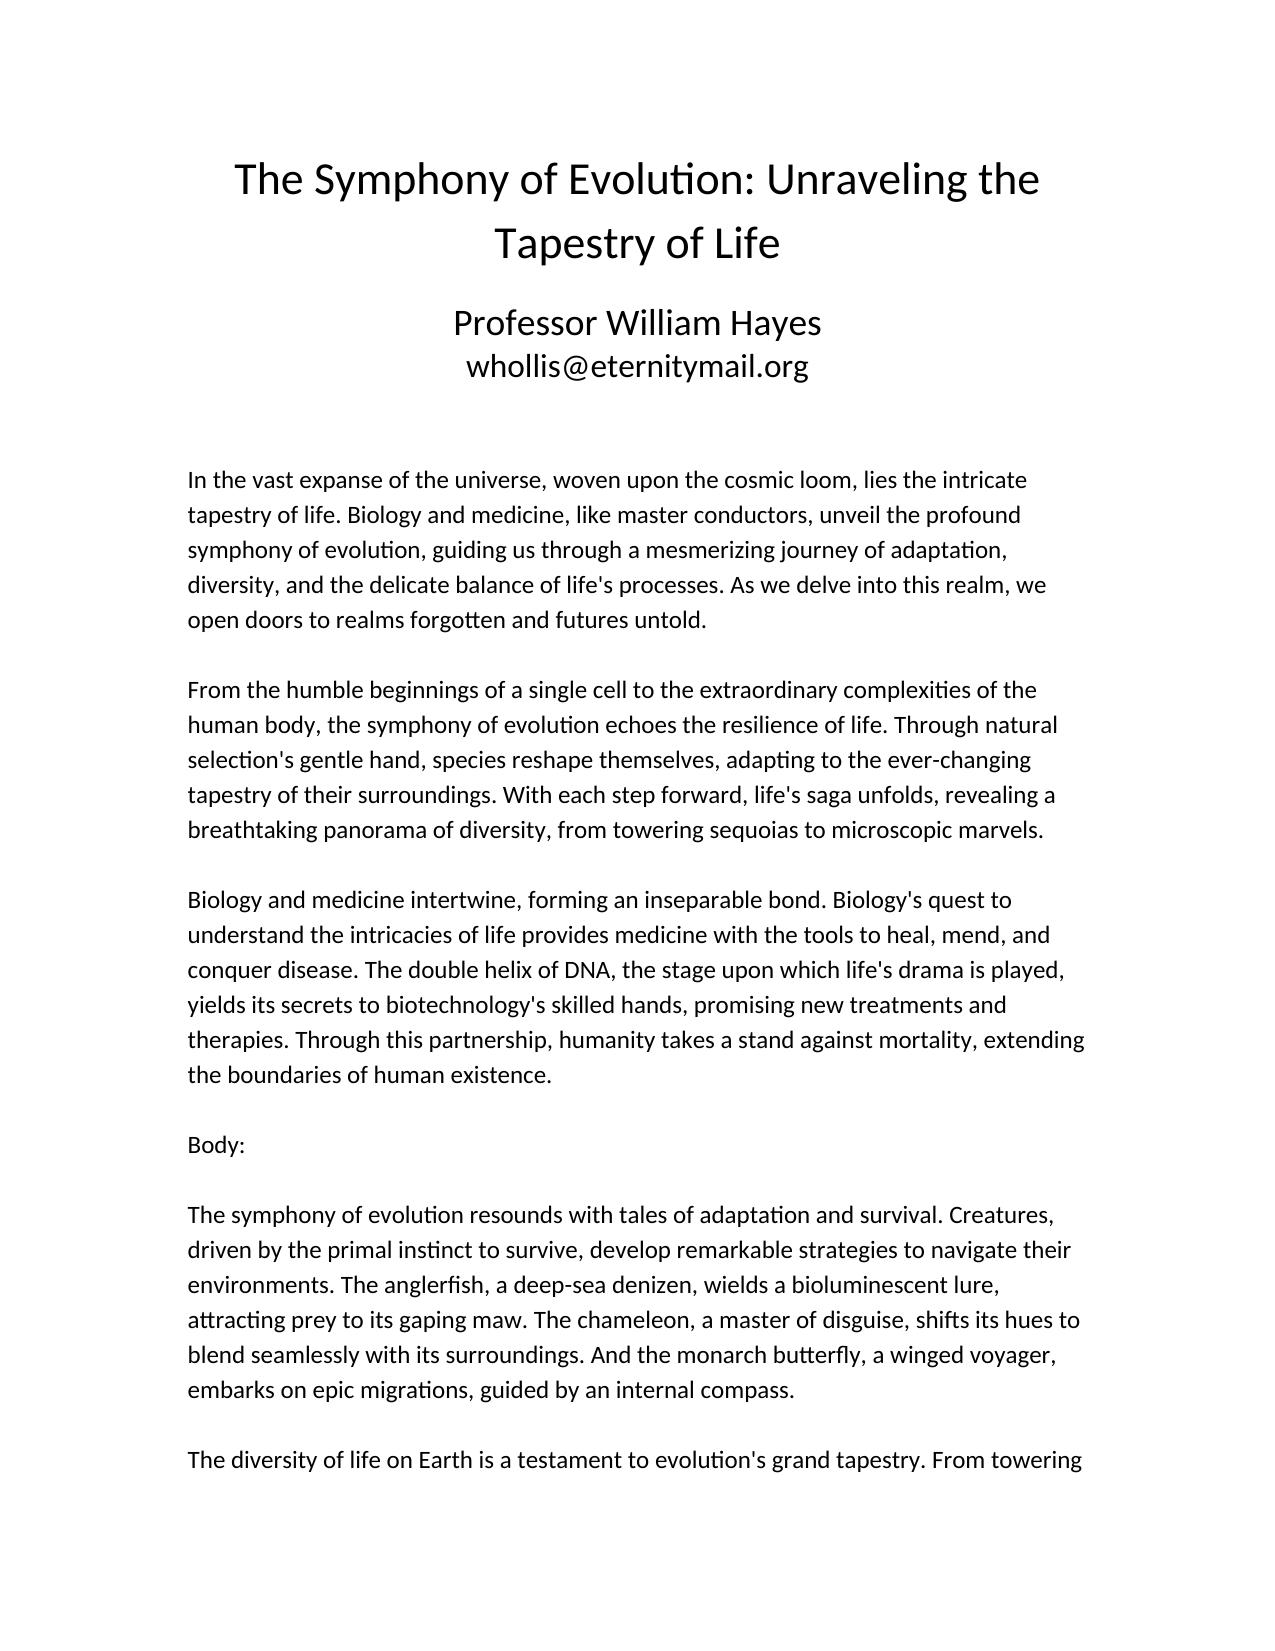 The Symphony of Evolution: Unraveling the
Tapestry of Life
Professor William Hayes
whollis@eternitymail.org
In the vast expanse of the universe, woven upon the cosmic loom, lies the intricate
tapestry of life. Biology and medicine, like master conductors, unveil the profound
symphony of evolution, guiding us through a mesmerizing journey of adaptation,
diversity, and the delicate balance of life's processes. As we delve into this realm, we
open doors to realms forgotten and futures untold.
From the humble beginnings of a single cell to the extraordinary complexities of the
human body, the symphony of evolution echoes the resilience of life. Through natural
selection's gentle hand, species reshape themselves, adapting to the ever-changing
tapestry of their surroundings. With each step forward, life's saga unfolds, revealing a
breathtaking panorama of diversity, from towering sequoias to microscopic marvels.
Biology and medicine intertwine, forming an inseparable bond. Biology's quest to
understand the intricacies of life provides medicine with the tools to heal, mend, and
conquer disease. The double helix of DNA, the stage upon which life's drama is played,
yields its secrets to biotechnology's skilled hands, promising new treatments and
therapies. Through this partnership, humanity takes a stand against mortality, extending
the boundaries of human existence.
Body:
The symphony of evolution resounds with tales of adaptation and survival. Creatures,
driven by the primal instinct to survive, develop remarkable strategies to navigate their
environments. The anglerfish, a deep-sea denizen, wields a bioluminescent lure,
attracting prey to its gaping maw. The chameleon, a master of disguise, shifts its hues to
blend seamlessly with its surroundings. And the monarch butterfly, a winged voyager,
embarks on epic migrations, guided by an internal compass.
The diversity of life on Earth is a testament to evolution's grand tapestry. From towering